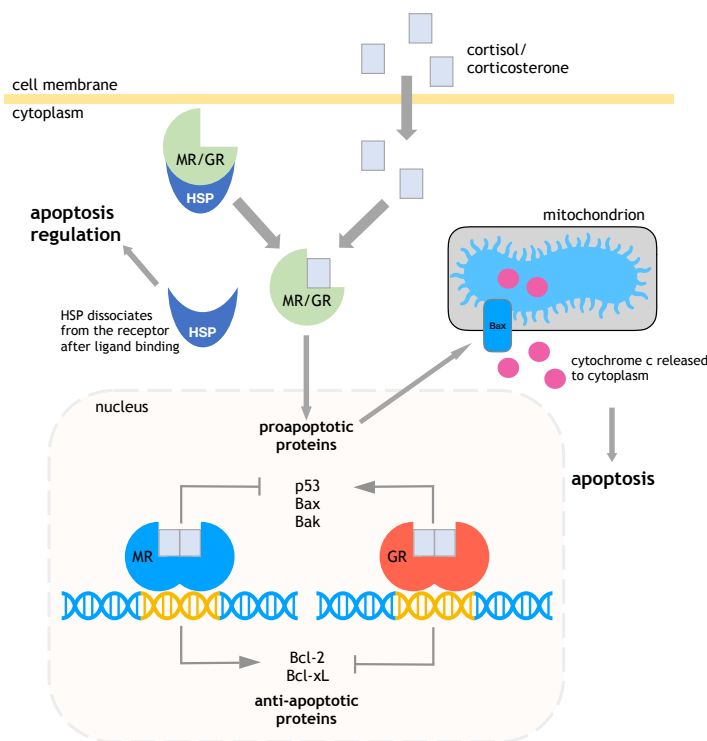 cortisol/
corticosterone
cell membrane
cytoplasm
MR/GR
HSP
apoptosis
regulation
mitochondrion
MR/GR
HSP
HSP dissociates
from the receptor
after ligand binding
Bax
cytochrome c released
to cytoplasm
nucleus
proapoptotic
proteins
apoptosis
p53
Bax
Bak
MR
GR
Bcl-2
Bcl-xL
anti-apoptotic
proteins